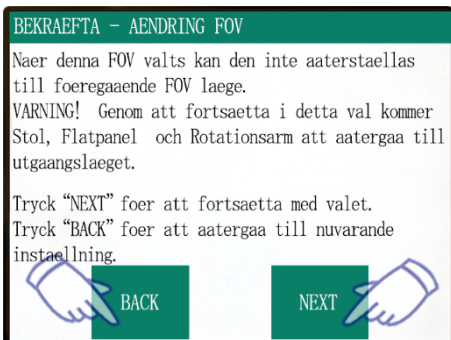 BEKRAEFTA - AENDRING FOV
Naer denna FOV valts kan den inte aaterstaellas
till foeregaaende FOV laege.
VARNING! Genom att fortsaetta i detta val kommer
Stol, Flatpanel och Rotationsarm att aatergaa till
utgaangslaeget.
Tryck “NEXT” foer att fortsaetta med valet.
Tryck “BACK” foer att aatergaa till nuvarande
instaellning.
BACK NEXT